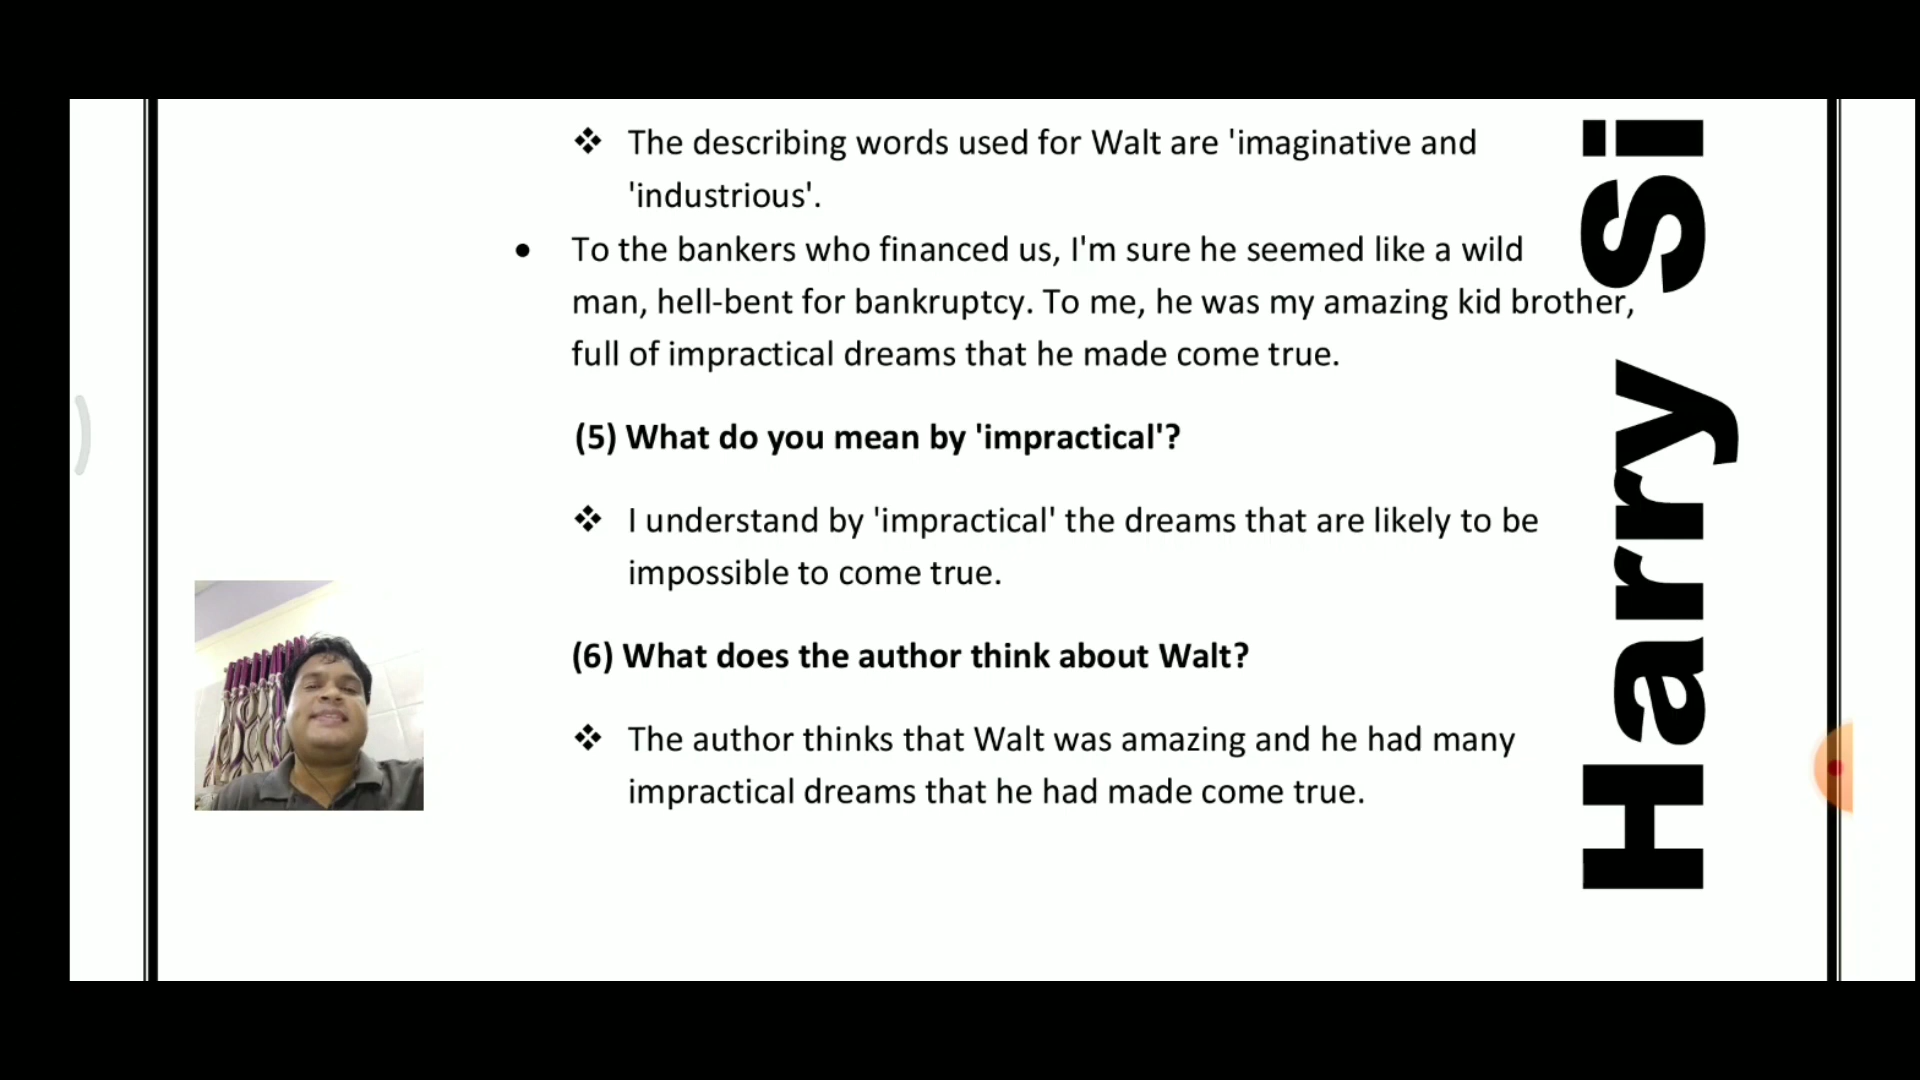 ❖ The describing words used for Walt are 'imaginative and
'industrious'.
• To the bankers who financed us, I'm sure he seemed like a wild
man, hell-bent for bankruptcy. To me, he was my amazing kid brother,
full of impractical dreams that he made come true.
(5) What do you mean by 'impractical'?
❖ I understand by 'impractical' the dreams that are likely to be
impossible to come true.
(6) What does the author think about Walt?
❖ The author thinks that Walt was amazing and he had many
impractical dreams that he had made come true.
Harry Si